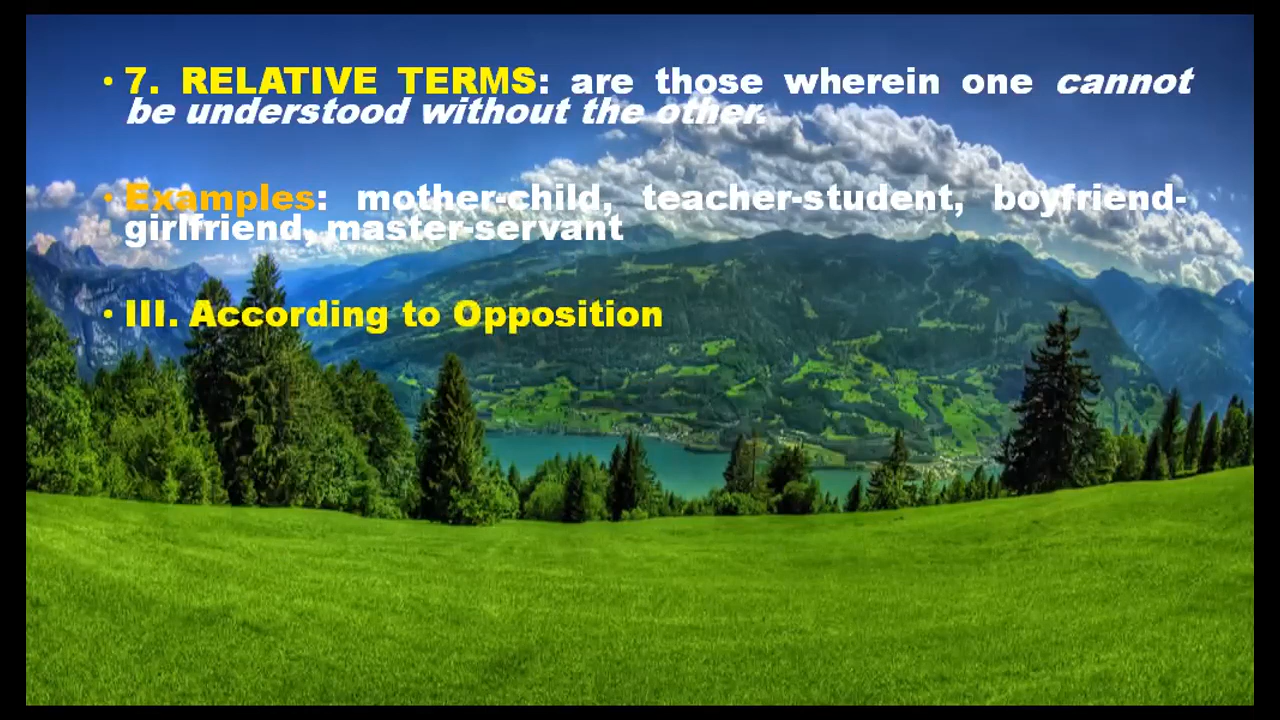 • 7. RELATIVE TERMS: are those wherein one cannot
be understood without the other.
• Examples: mother-child, teacher-student, boyfriend-
girlfriend, master-servant
• III. According to Opposition